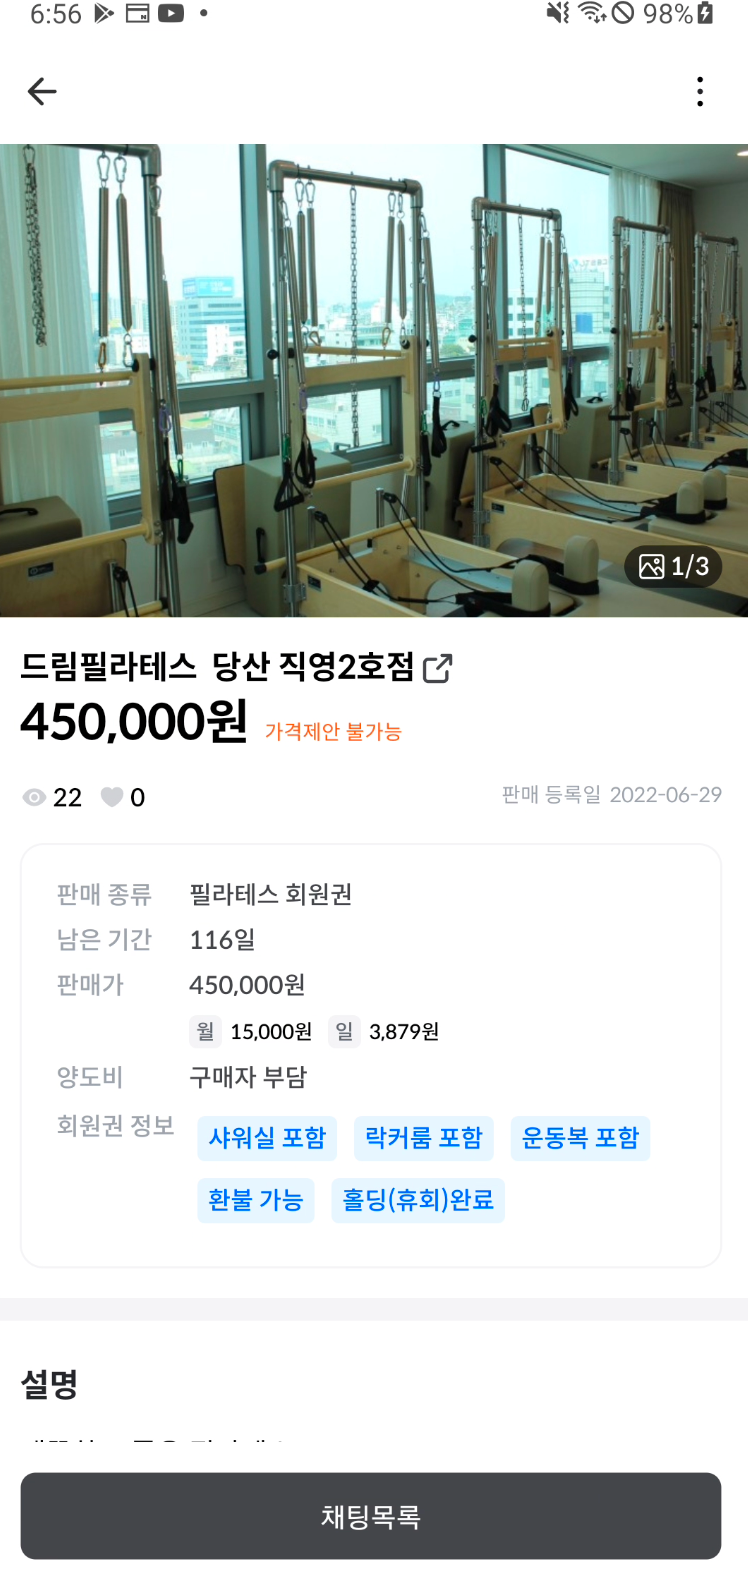 6:56 98%
1/3
드림필라테스 당산 직영2호점
450,000원 가격제안 불가능
22 0 판매 등록일 2022-06-29
판매 종류 필라테스 회원권
남은 기간 116일
판매가 450,000원
월 15,000원 일 3,879원
양도비 구매자 부담
회원권 정보 샤워실 포함 락커룸 포함 운동복 포함
환불 가능 홀딩(휴회)완료
설명
채팅목록